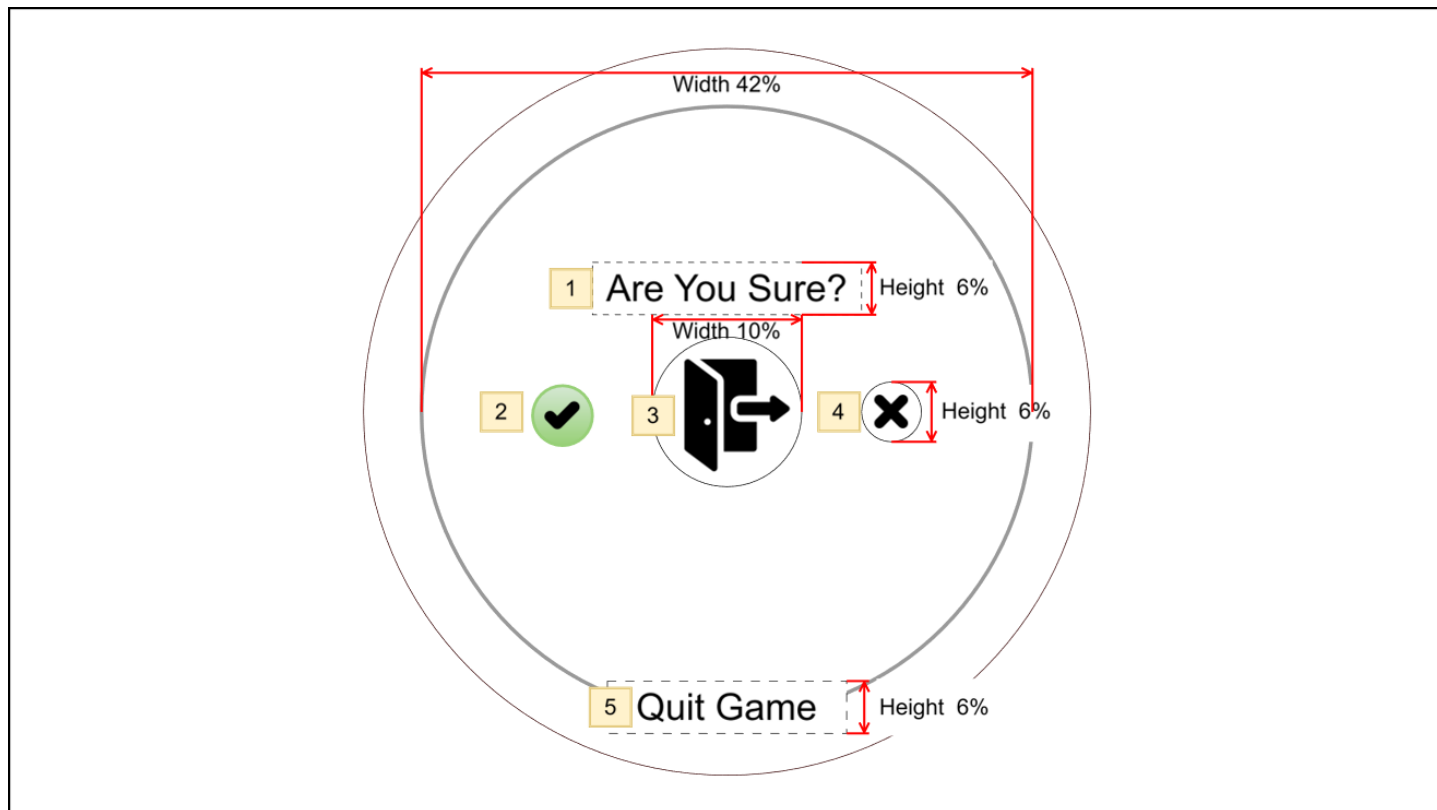 Width 42%
1
Are You Sure?
Height 6%
Width 10%
2
3
4
Height 6%
5
Quit Game
Height 6%